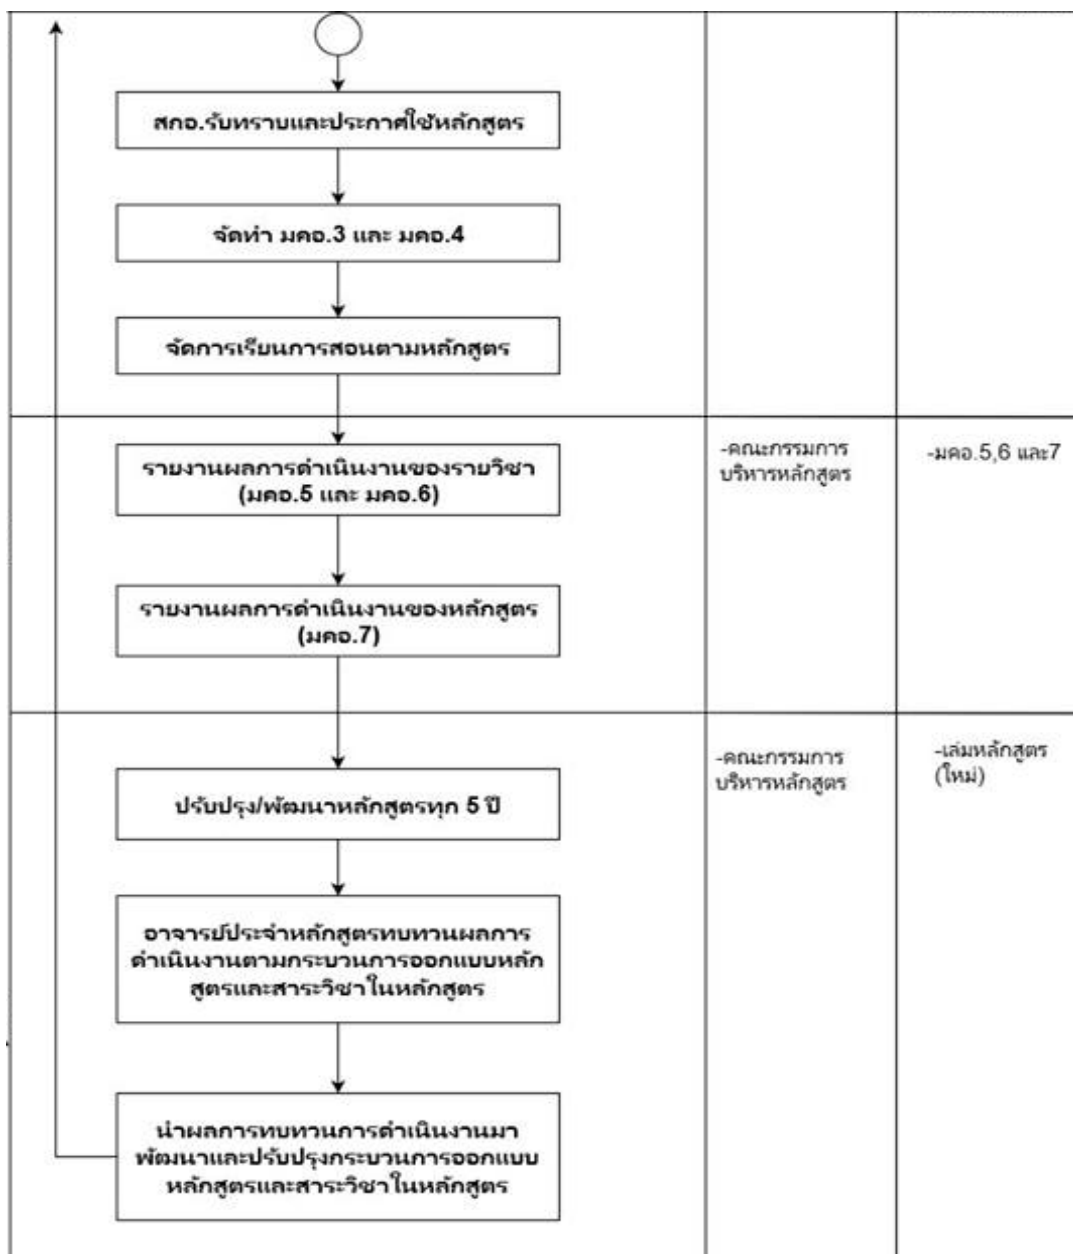 สกอ.รับทราบและประกาศใช้หลักสูตร
จัดทำ มคอ.3 และ มคอ.4
จัดการเรียนการสอนตามหลักสูตร
รายงานผลการดำเนินงานของรายวิชา
(มคอ.5 และ มคอ.6)
-คณะกรรมการ
บริหารหลักสูตร
-มคอ.5,6 และ7
รายงานผลการดำเนินงานของหลักสูตร
(มคอ.7)
ปรับปรุง/พัฒนาหลักสูตรทุก 5 ปี
-คณะกรรมการ
บริหารหลักสูตร
-เล่มหลักสูตร
(ใหม่)
อาจารย์ประจำหลักสูตรทบทวนผลการ
ดำเนินงานตามกระบวนการออกแบบหลัก
สูตรและสาระวิชาในหลักสูตร
นำผลการทบทวนการดำเนินงานมา
พัฒนาและปรับปรุงกระบวนการออกแบบ
หลักสูตรและสาระวิชาในหลักสูตร